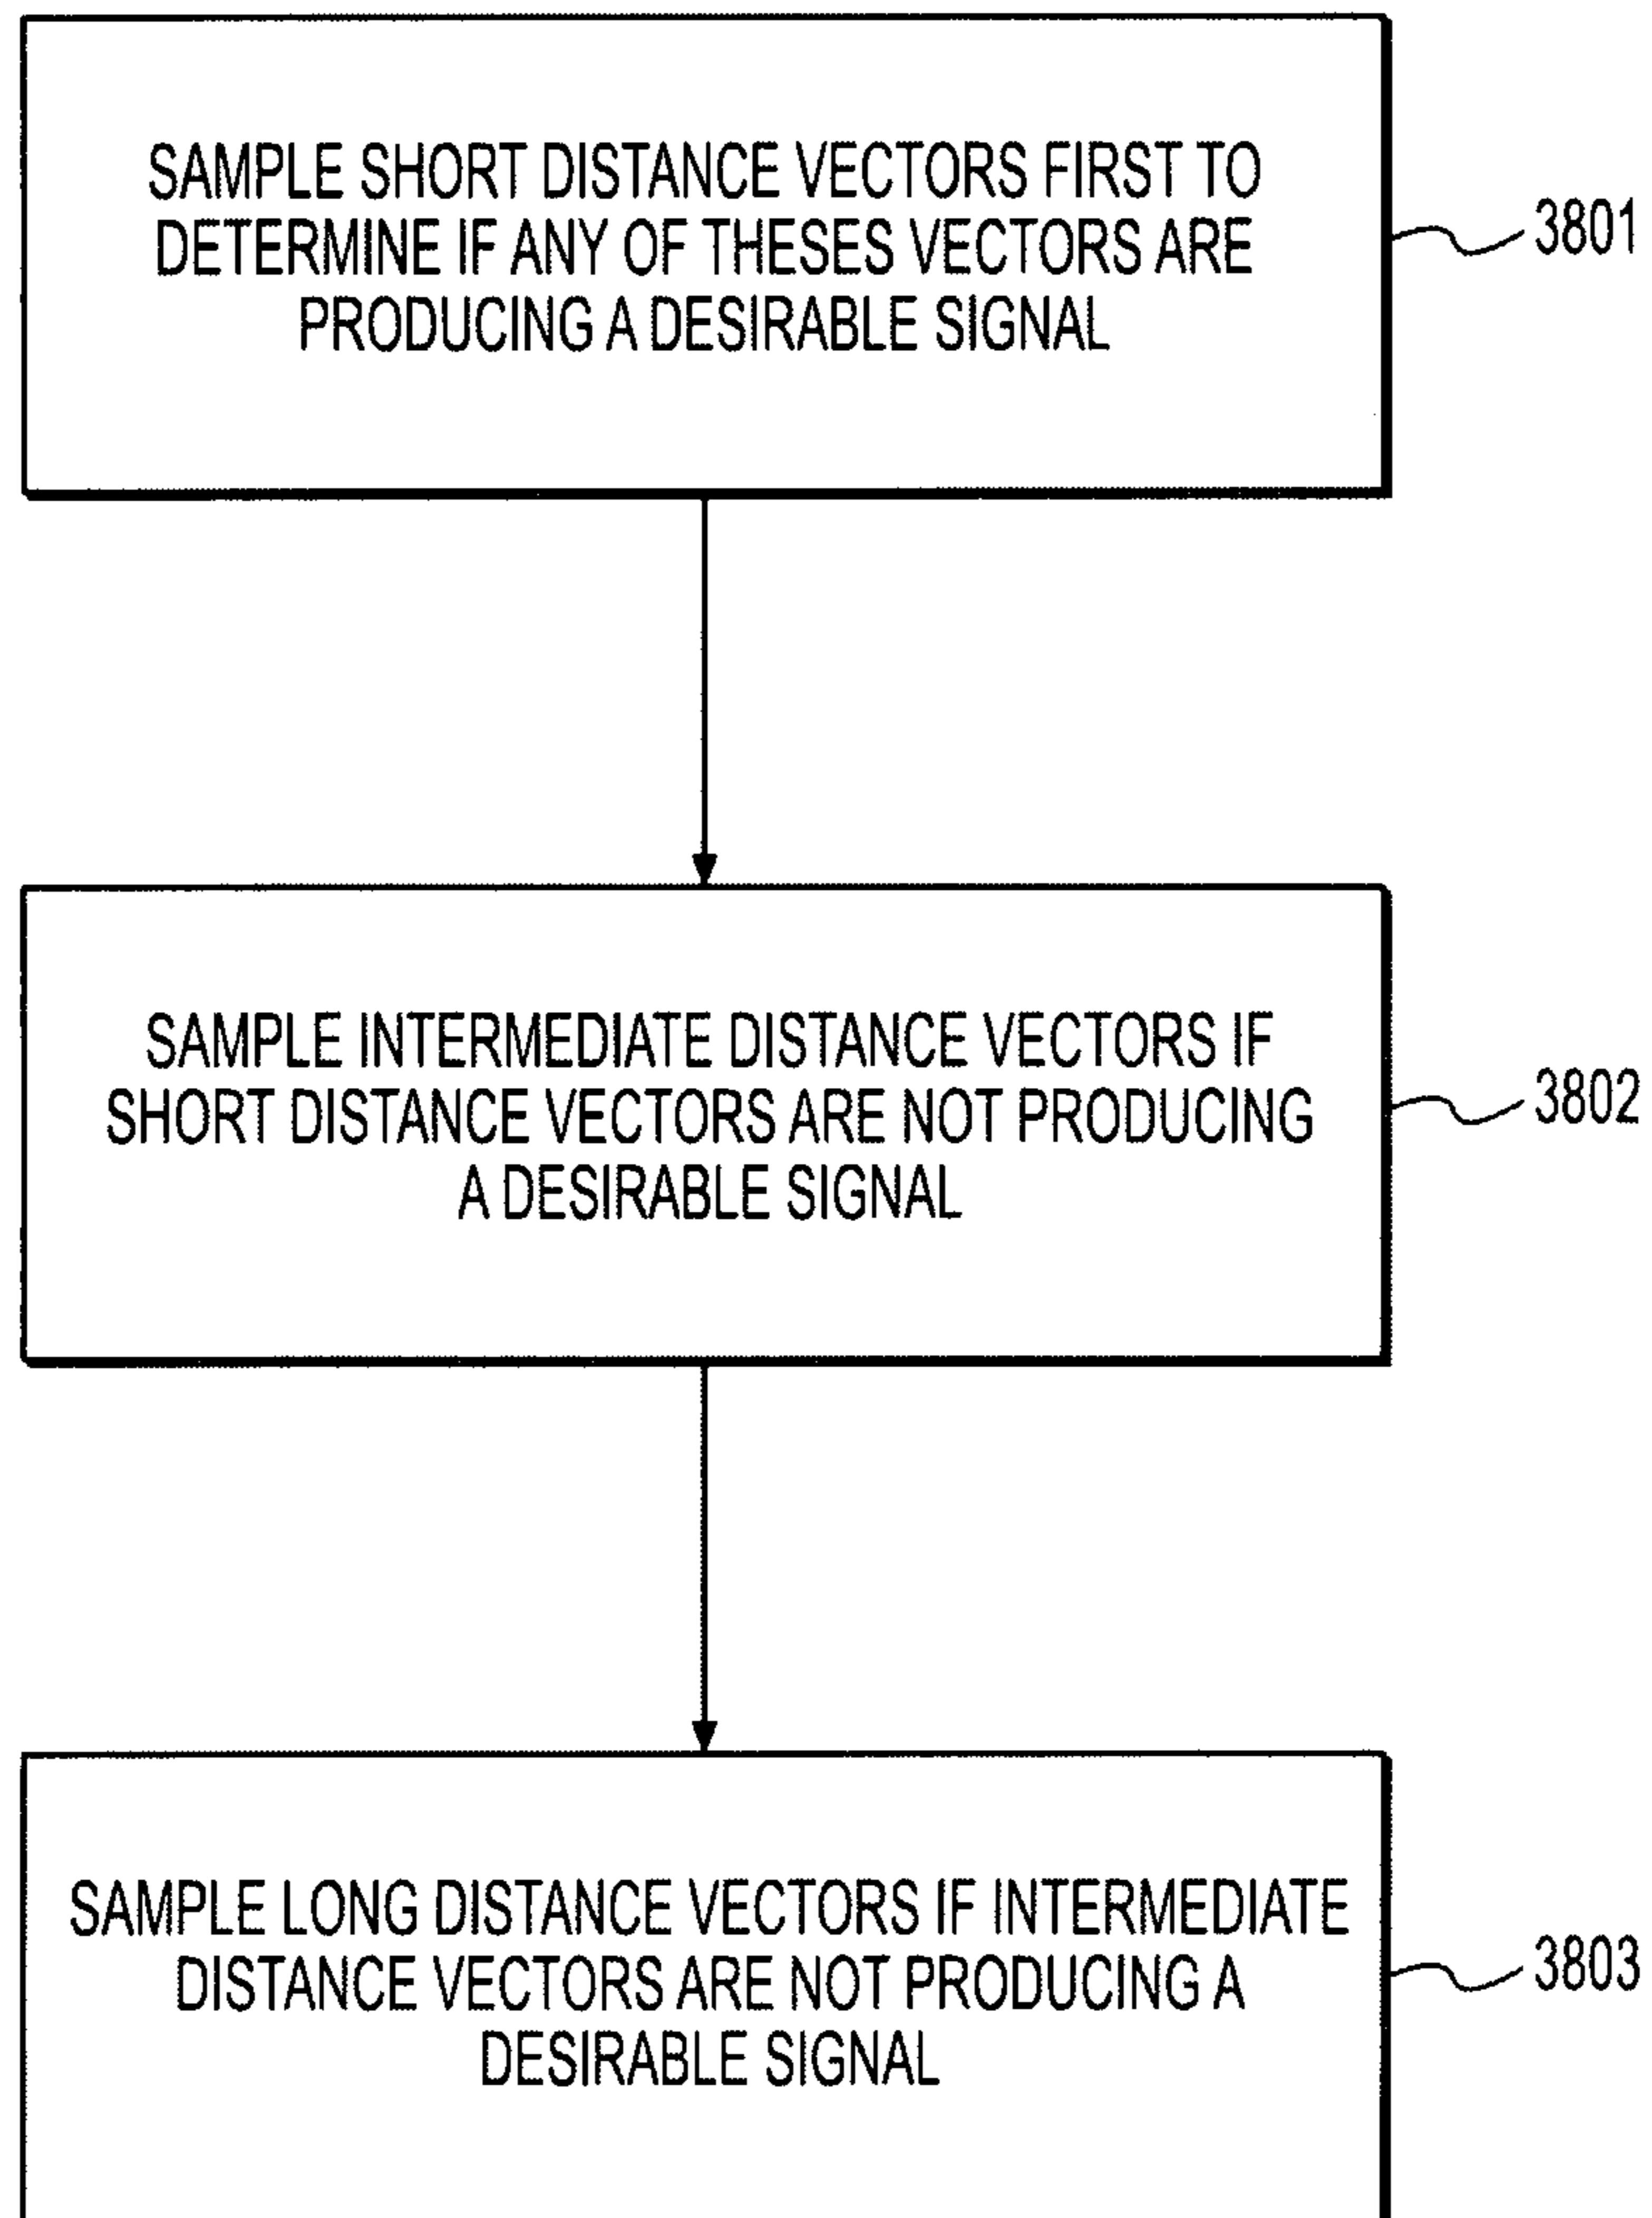 SAMPLE SHORT DISTANCE VECTORS FIRST TO
DETERMINE IF ANY OF THESES VECTORS ARE
PRODUCING A DESIRABLE SIGNAL
3801
SAMPLE INTERMEDIATE DISTANCE VECTORS IF
SHORT DISTANCE VECTORS ARE NOT PRODUCING
A DESIRABLE SIGNAL
3802
SAMPLE LONG DISTANCE VECTORS IF INTERMEDIATE
DISTANCE VECTORS ARE NOT PRODUCING A
DESIRABLE SIGNAL
3803